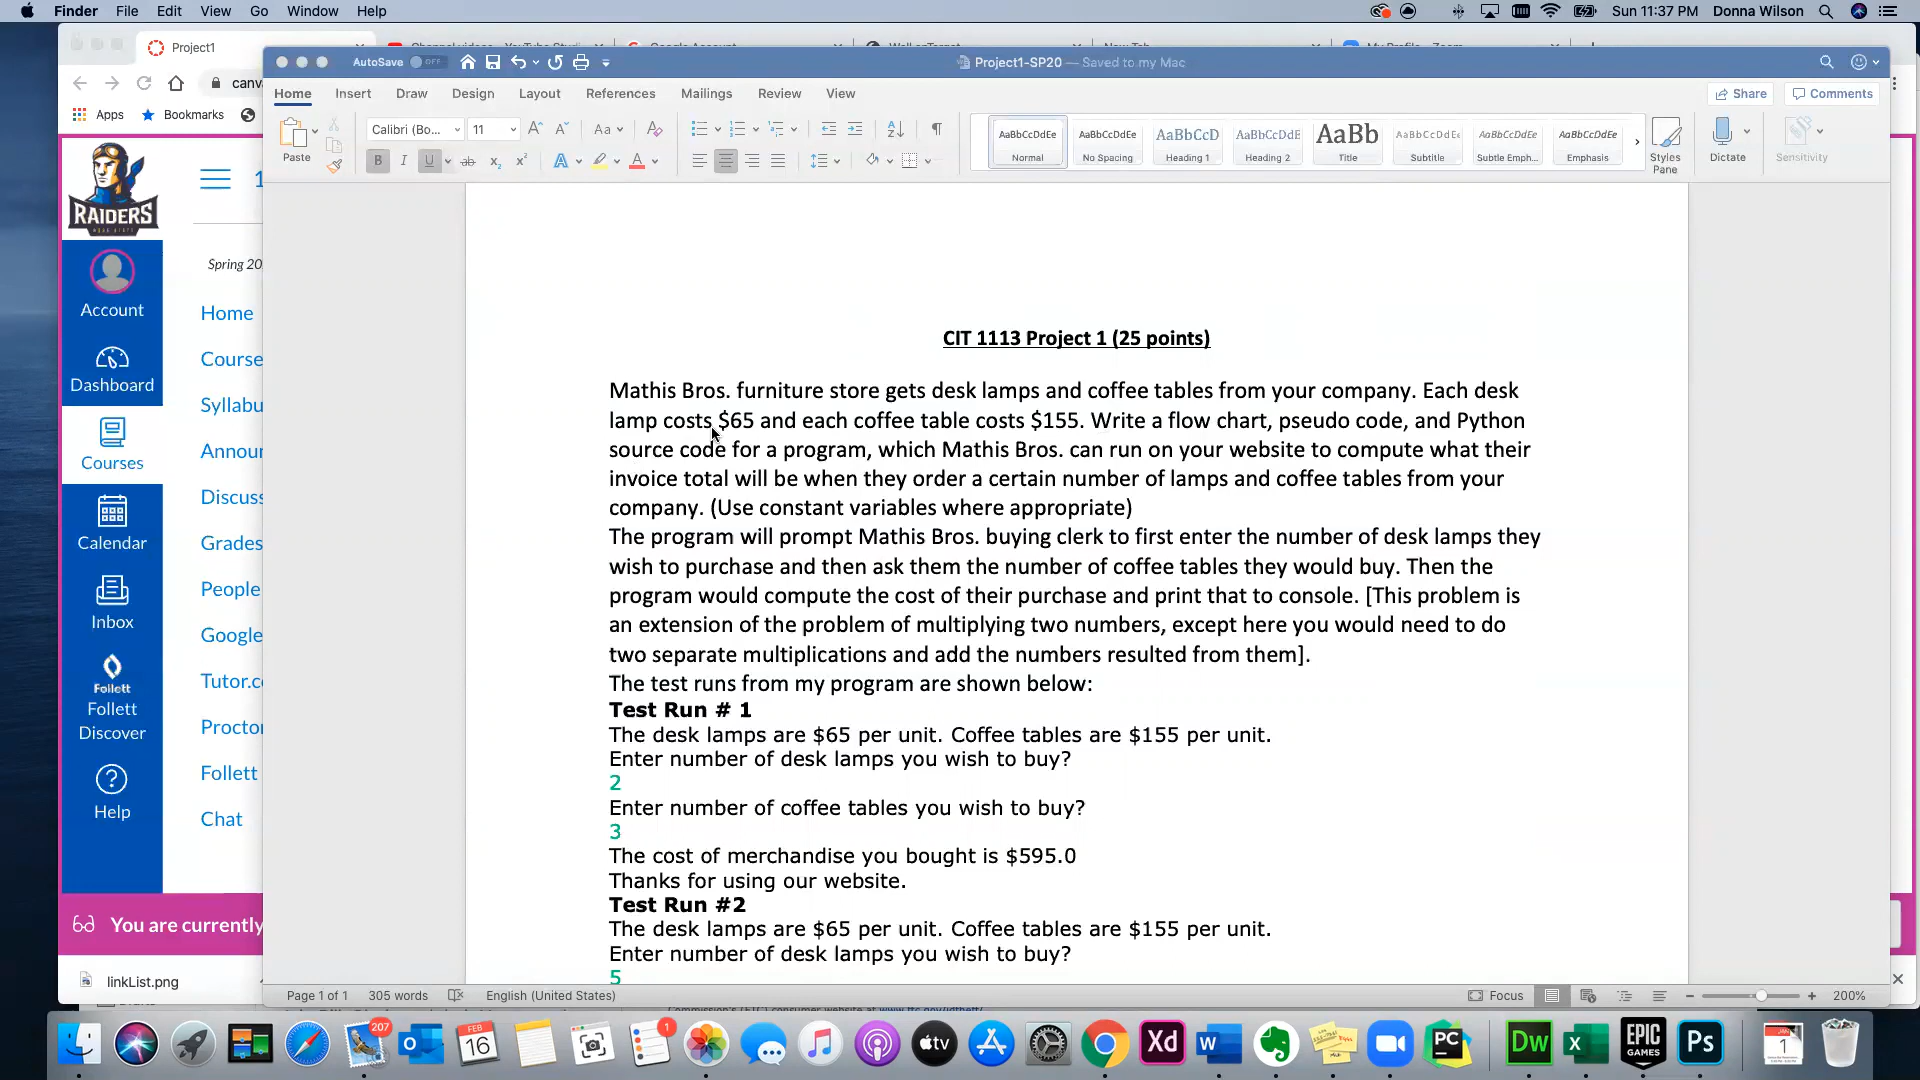 Finder File Edit View Go Window Help Sun 11:37 PM Donna Wilson
Project1
AutoSave OFF Project1-SP20 — Saved to my Mac
canv
Home Insert Draw Design Layout References Mailings Review View Share Comments
Apps Bookmarks
Calibri (Bo... 11
Paste
AaBbCcDdEe AaBbCcDdEe AaBbCcD AaBbCcDdE AaBb AaBbCcDdEe AaBbCcDdEe AaBbCcDdEe
Normal No Spacing Heading 1 Heading 2 Title Subtitle Subtle Emph... Emphasis Styles Pane Dictate Sensitivity
RAIDERS
Account
Dashboard
Courses
Calendar
Inbox
Follett
Follett
Discover
Help
Spring 20
Home
Course
Syllabu
Announ
Discuss
Grades
People
Google
Tutor.c
Proctor
Follett
Chat
You are currently
linkList.png
CIT 1113 Project 1 (25 points)
Mathis Bros. furniture store gets desk lamps and coffee tables from your company. Each desk
lamp costs $65 and each coffee table costs $155. Write a flow chart, pseudo code, and Python
source code for a program, which Mathis Bros. can run on your website to compute what their
invoice total will be when they order a certain number of lamps and coffee tables from your
company. (Use constant variables where appropriate)
The program will prompt Mathis Bros. buying clerk to first enter the number of desk lamps they
wish to purchase and then ask them the number of coffee tables they would buy. Then the
program would compute the cost of their purchase and print that to console. [This problem is
an extension of the problem of multiplying two numbers, except here you would need to do
two separate multiplications and add the numbers resulted from them].
The test runs from my program are shown below:
Test Run # 1
The desk lamps are $65 per unit. Coffee tables are $155 per unit.
Enter number of desk lamps you wish to buy?
2
Enter number of coffee tables you wish to buy?
3
The cost of merchandise you bought is $595.0
Thanks for using our website.
Test Run #2
The desk lamps are $65 per unit. Coffee tables are $155 per unit.
Enter number of desk lamps you wish to buy?
5
Page 1 of 1 305 words English (United States) Focus 200%
207 FEB 16 1 tv Xd W PC Dw X EPIC GAMES Ps JAN 1